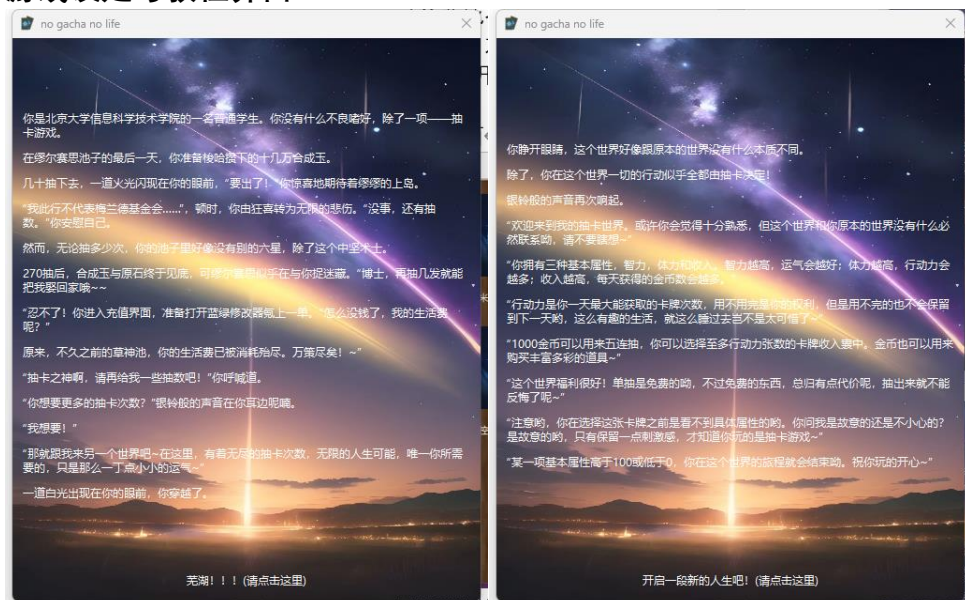 no gacha no life
你是北京大学信息科学技术学院的一名普通学生。你没有什么不良嗜好，除了一项——抽
卡游戏。
在缪尔赛思池子的最后一天，你准备梭哈攒下的十几万合成玉。
几十抽下去，一道火光闪现在你的眼前，“要出了！”你惊喜地期待着缪缪的上岛。
“我此行不代表梅兰德基金会……”，顿时，你由狂喜转为无限的悲伤。“没事，还有抽
数。”你安慰自己。
然而，无论抽多少次，你的池子里好像没有别的六星，除了这个中坚术士。
270抽后，合成玉与原石终于见底，可缪尔赛思似乎在与你捉迷藏。“博士，再抽几发就能
把我娶回家哦~~
“忍不了！你进入充值界面，准备打开蓝绿修改器氪上一单。“怎么没钱了，我的生活费
呢？”
原来，不久之前的草神池，你的生活费已被消耗殆尽。万策尽矣！~”
“抽卡之神啊，请再给我一些抽数吧！”你呼喊道。
“你想要更多的抽卡次数？”银铃般的声音在你耳边呢喃。
“我想要！”
“那就跟我来另一个世界吧~在这里，有着无尽的抽卡次数，无限的人生可能，唯一你所需
要的，只是那么一丁点小小的运气~”
一道白光出现在你的眼前，你穿越了。
芜湖！！！(请点击这里)
no gacha no life
你睁开眼睛，这个世界好像跟原本的世界没有什么本质不同。
除了，你在这个世界一切的行动似乎全都由抽卡决定！
银铃般的声音再次响起。
“欢迎来到我的抽卡世界。或许你会觉得十分熟悉，但这个世界和你原本的世界没有什么必
然联系呦，请不要瞎想~”
“你拥有三种基本属性，智力，体力和收入。智力越高，运气会越好；体力越高，行动力会
越多；收入越高，每天获得的金币数会越多。
“行动力是你一天最大能获取的卡牌次数，用不用完是你的权利，但是用不完的也不会保留
到下一天哟，这么有趣的生活，就这么睡过去岂不是太可惜了~”
“1000金币可以用来五连抽，你可以选择至多行动力张数的卡牌收入囊中。金币也可以用来
购买丰富多彩的道具~”
“这个世界福利很好！单抽是免费的呦，不过免费的东西，总归有点代价呢，抽出来就不能
反悔了呢~”
“注意哟，你在选择这张卡牌之前是看不到具体属性的哟。你问我是故意的还是不小心的？
是故意的哟，只有保留一点刺激感，才知道你玩的是抽卡游戏~”
“某一项基本属性高于100或低于0，你在这个世界的旅程就会结束呦。祝你玩的开心~”
开启一段新的人生吧！(请点击这里)